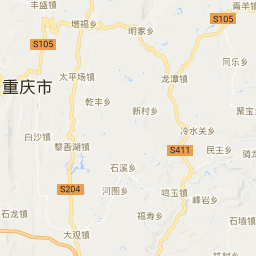 丰盛镇
增福乡
明家乡
青羊镇
S105
S105
同乐乡
太平场镇
龙潭镇
重庆市
乾丰乡
新村乡
聚宝
冷水关乡
白沙镇
黎香湖镇
S411
民主乡
骑龙
石溪乡
S204
河图乡
鸣玉镇
峰岩乡
石龙镇
福寿乡
石墙镇
大观镇